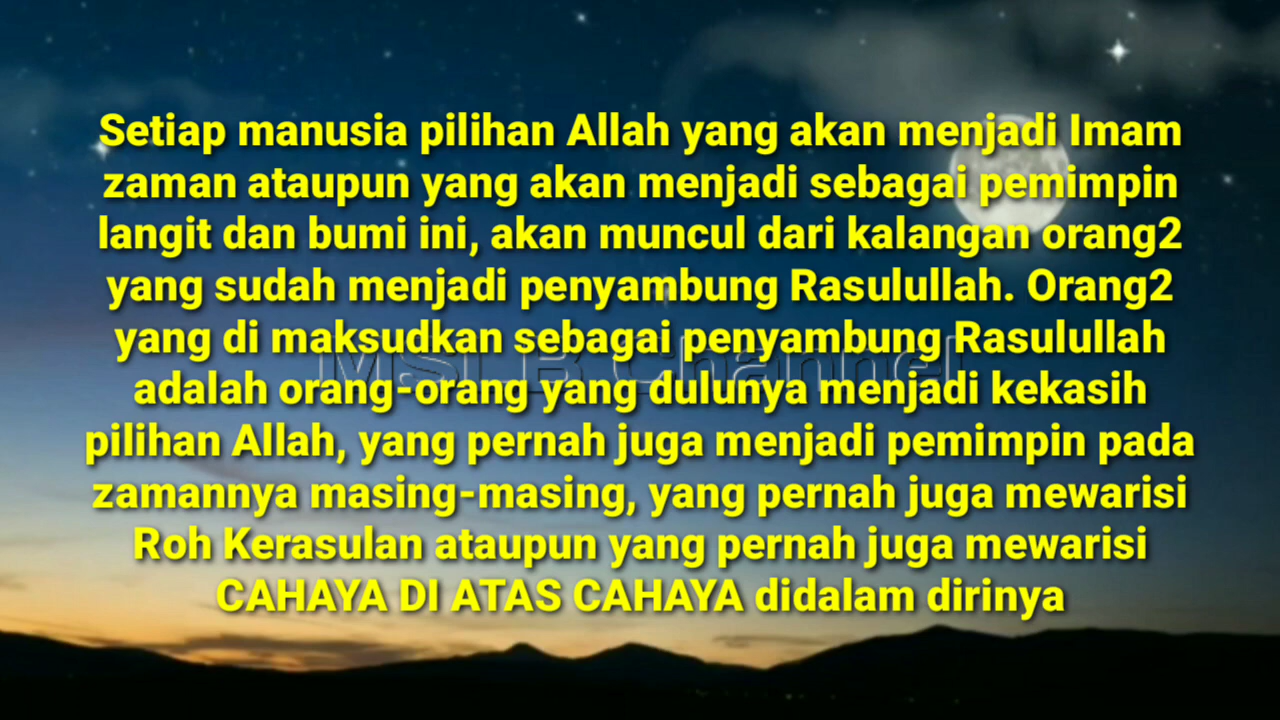 Setiap manusia pilihan Allah yang akan menjadi Imam
zaman ataupun yang akan menjadi sebagai pemimpin
langit dan bumi ini, akan muncul dari kalangan orang2
yang sudah menjadi penyambung Rasulullah. Orang2
yang di maksudkan sebagai penyambung Rasulullah
adalah orang-orang yang dulunya menjadi kekasih
pilihan Allah, yang pernah juga menjadi pemimpin pada
zamannya masing-masing, yang pernah juga mewarisi
Roh Kerasulan ataupun yang pernah juga mewarisi
CAHAYA DI ATAS CAHAYA didalam dirinya
Channel